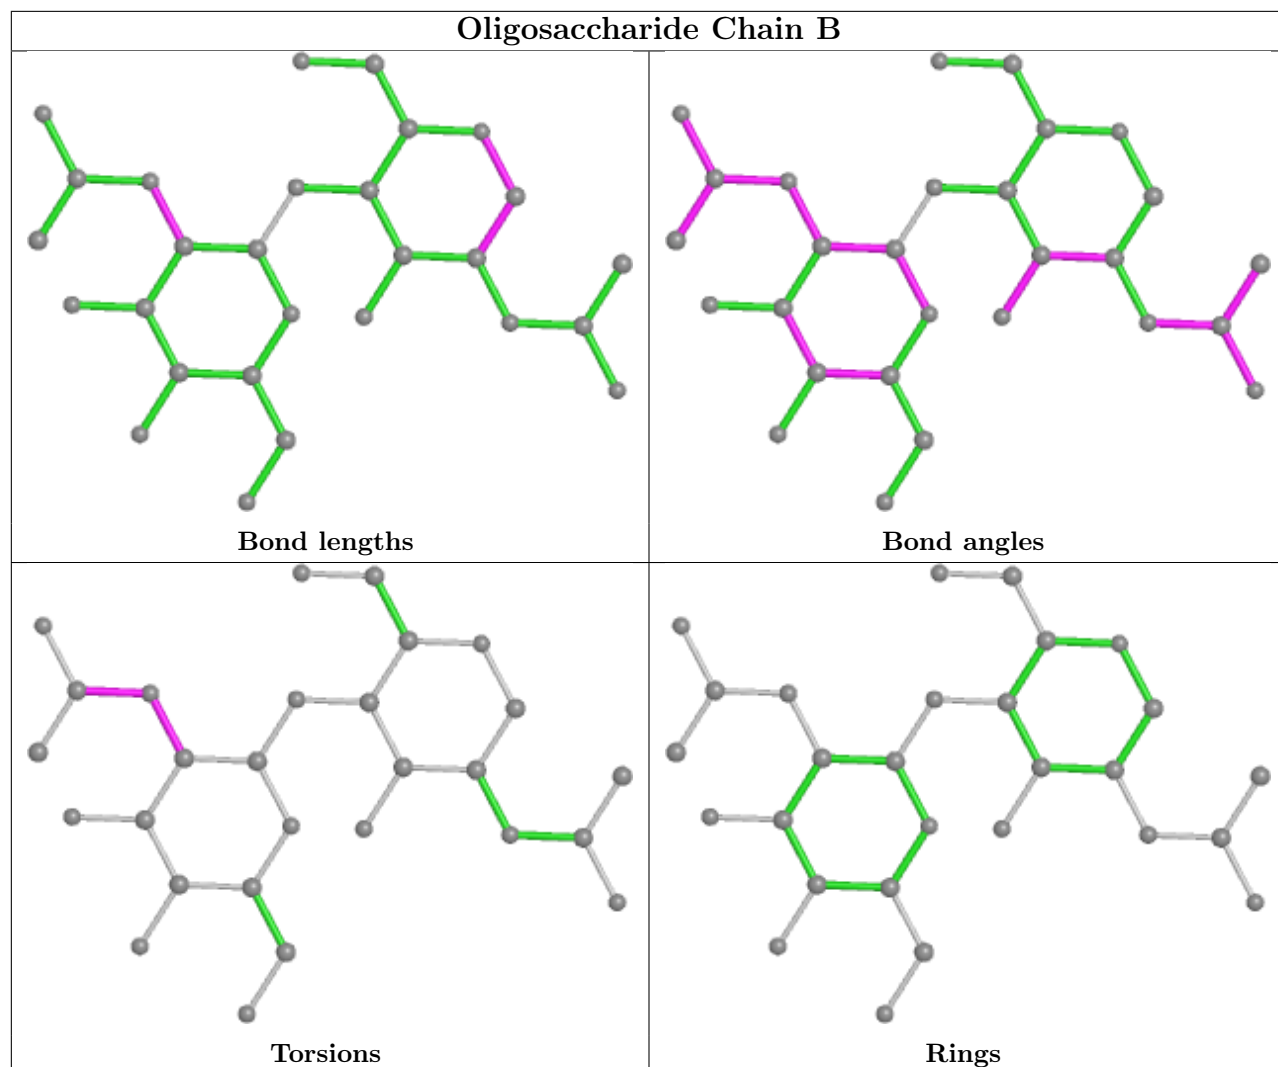 Oligosaccharide Chain B
Bond lengths
Bond angles
Torsions
Rings